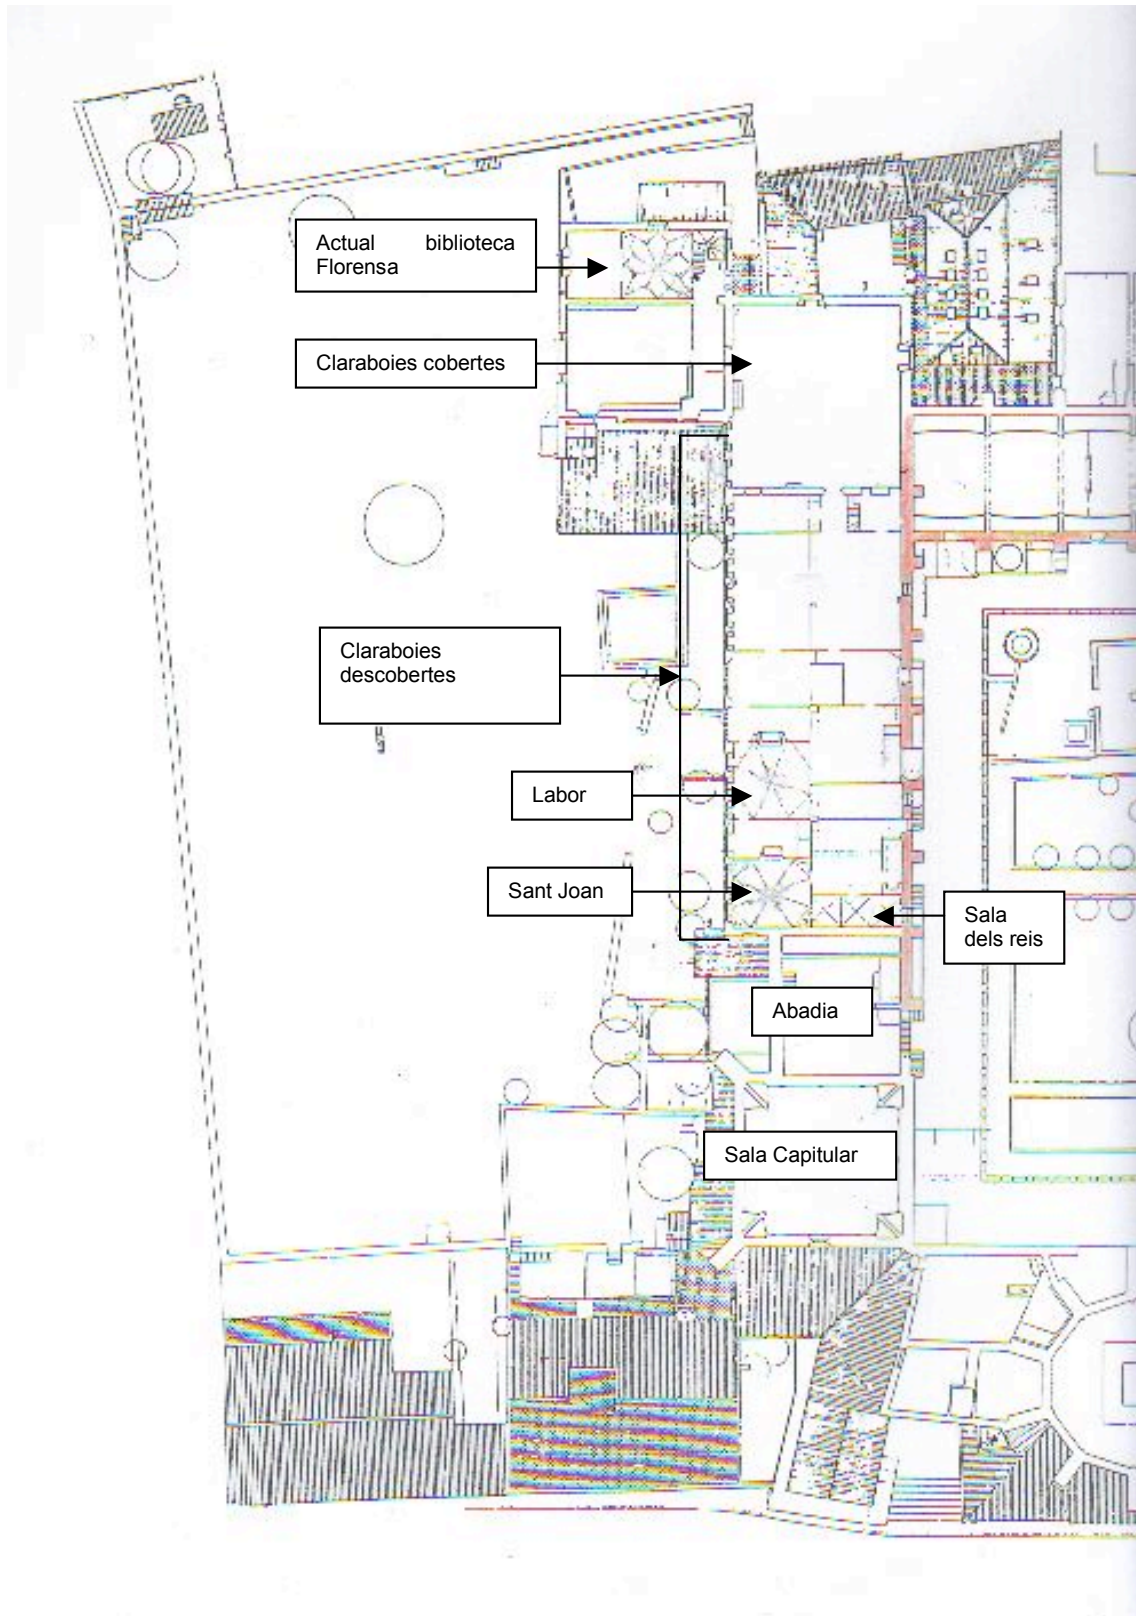 Actual biblioteca
Florensa
Claraboies cobertes
Claraboies
descobertes
Labor
Sant Joan
Sala
dels reis
Abadia
Sala Capitular